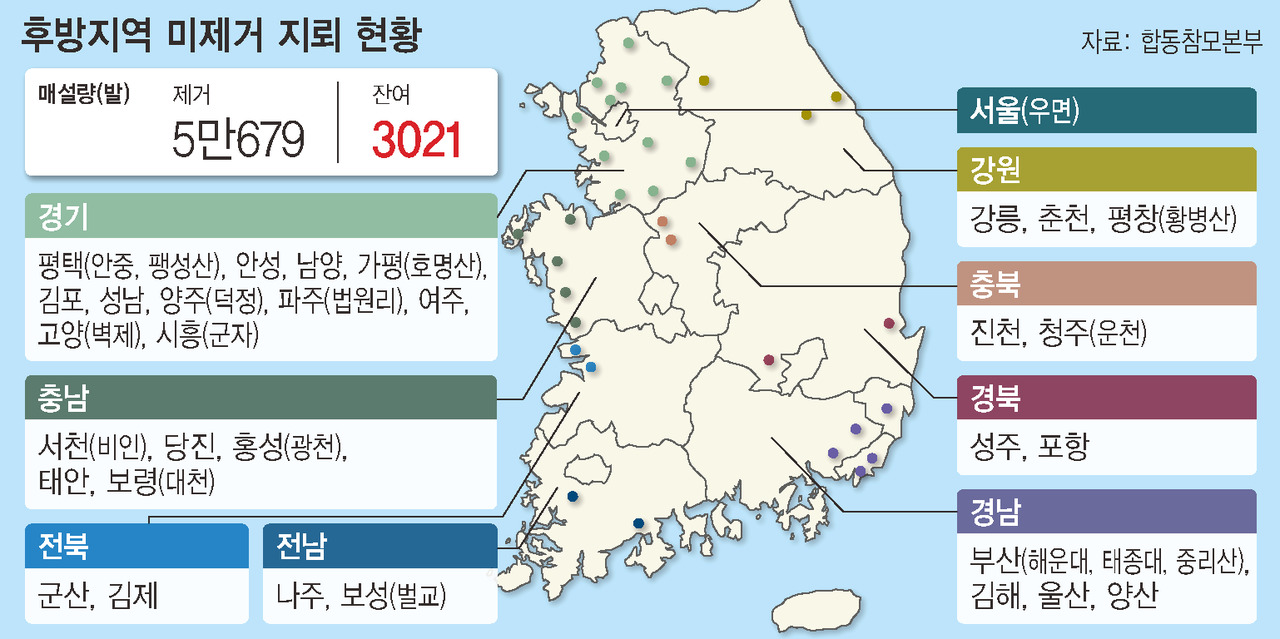 후방지역 미제거 지뢰 현황
자료: 합동참모본부
매설량(발)
제거
5만679
잔여
3021
경기
평택(안중, 팽성산), 안성, 남양, 가평(호명산),
김포, 성남, 양주(덕정), 파주(법원리), 여주,
고양(벽제), 시흥(군자)
충남
서천(비인), 당진, 홍성(광천),
태안, 보령(대천)
전북
군산, 김제
전남
나주, 보성(벌교)
서울(우면)
강원
강릉, 춘천, 평창(황병산)
충북
진천, 청주(운천)
경북
성주, 포항
경남
부산(해운대, 태종대, 중리산),
김해, 울산, 양산